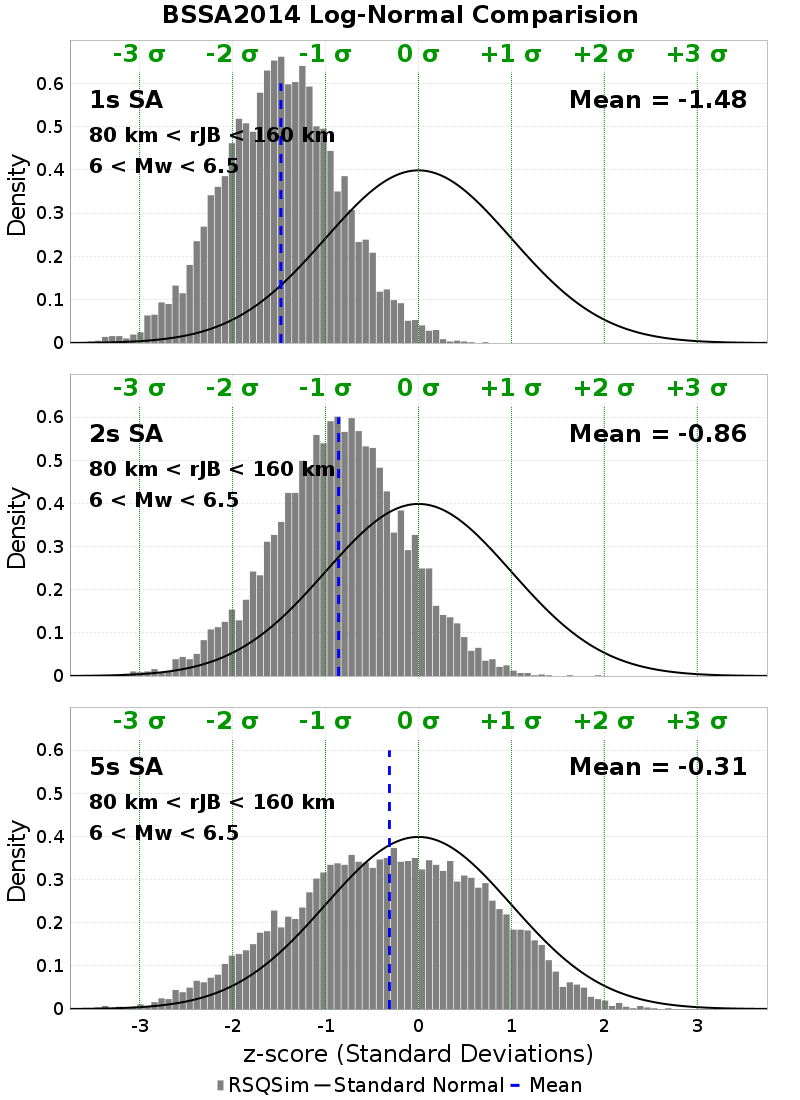 BSSA2014 Log-Normal Comparision
-3 σ -2 σ -1 σ 0 σ +1 σ +2 σ +3 σ
1s SA
Mean = -1.48
80 km < rJB < 160 km
6 < Mw < 6.5
Density
0.6
0.5
0.4
0.3
0.2
0.1
0
-3 σ -2 σ -1 σ 0 σ +1 σ +2 σ +3 σ
2s SA
Mean = -0.86
80 km < rJB < 160 km
6 < Mw < 6.5
Density
0.6
0.5
0.4
0.3
0.2
0.1
0
-3 σ -2 σ -1 σ 0 σ +1 σ +2 σ +3 σ
5s SA
Mean = -0.31
80 km < rJB < 160 km
6 < Mw < 6.5
Density
0.6
0.5
0.4
0.3
0.2
0.1
0
-3 -2 -1 0 1 2 3
z-score (Standard Deviations)
RSQSim Standard Normal Mean